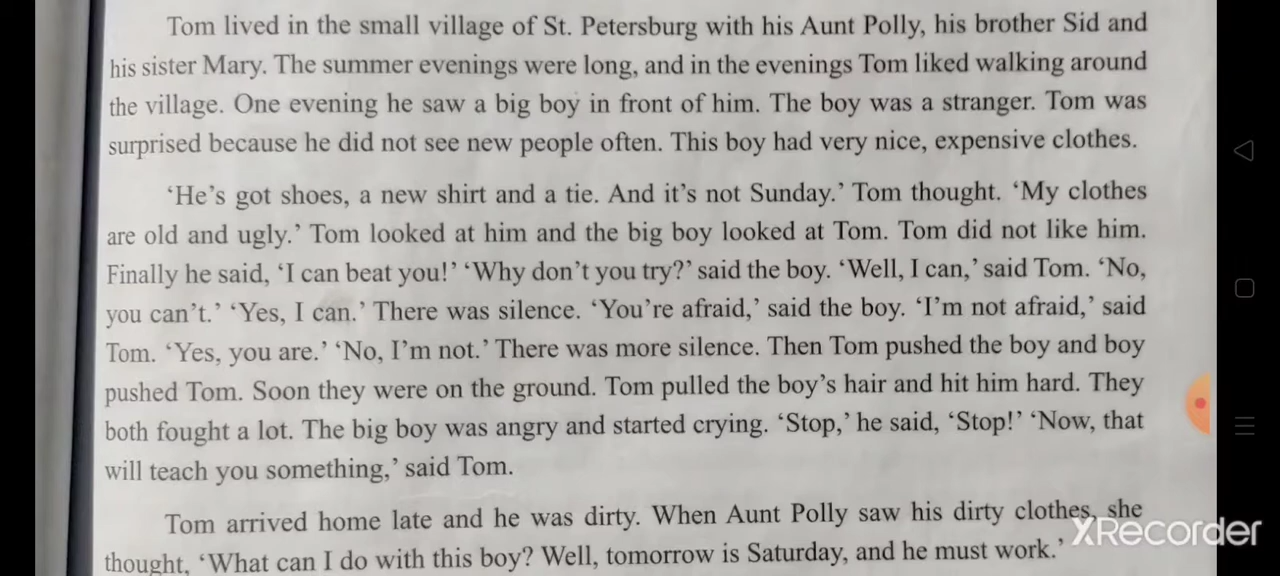 Tom lived in the small village of St. Petersburg with his Aunt Polly, his brother Sid and
his sister Mary. The summer evenings were long, and in the evenings Tom liked walking around
the village. One evening he saw a big boy in front of him. The boy was a stranger. Tom was
surprised because he did not see new people often. This boy had very nice, expensive clothes.
‘He’s got shoes, a new shirt and a tie. And it’s not Sunday.’ Tom thought. ‘My clothes
are old and ugly.’ Tom looked at him and the big boy looked at Tom. Tom did not like him.
Finally he said, ‘I can beat you!’ ‘Why don’t you try?’ said the boy. ‘Well, I can,’ said Tom. ‘No,
you can’t.’ ‘Yes, I can.’ There was silence. ‘You’re afraid,’ said the boy. ‘I’m not afraid,’ said
Tom. ‘Yes, you are.’ ‘No, I’m not.’ There was more silence. Then Tom pushed the boy and boy
pushed Tom. Soon they were on the ground. Tom pulled the boy’s hair and hit him hard. They
both fought a lot. The big boy was angry and started crying. ‘Stop,’ he said, ‘Stop!’ ‘Now, that
will teach you something,’ said Tom.
Tom arrived home late and he was dirty. When Aunt Polly saw his dirty clothes, she
thought, ‘What can I do with this boy? Well, tomorrow is Saturday, and he must work.’
XRecorder